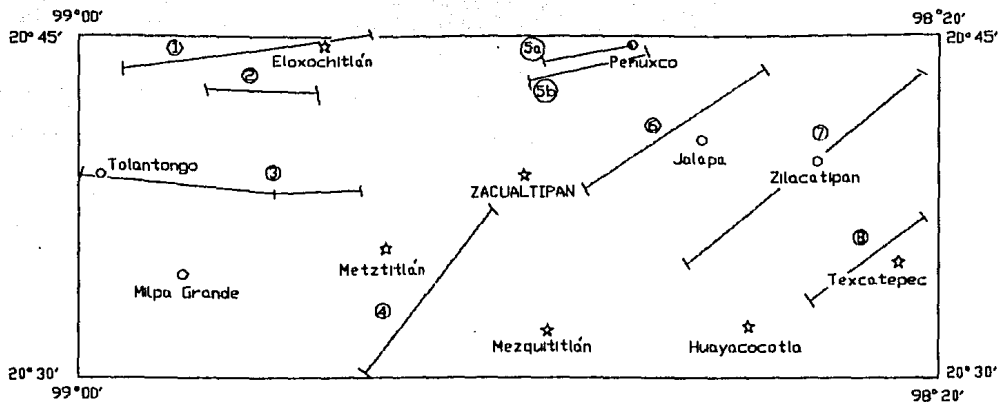 99° 00′
98° 20′
20° 45′
20° 45′
1
Eloxochitlán
5a
Penuxco
2
5b
6
7
Tolantongo
3
Jalapa
Zilacatipan
ZACUALTIPAN
8
Metztitlán
Texcatepec
Milpa Grande
4
Mezquititlán
Huayacocotla
20° 30′
20° 30′
99° 00′
98° 20′